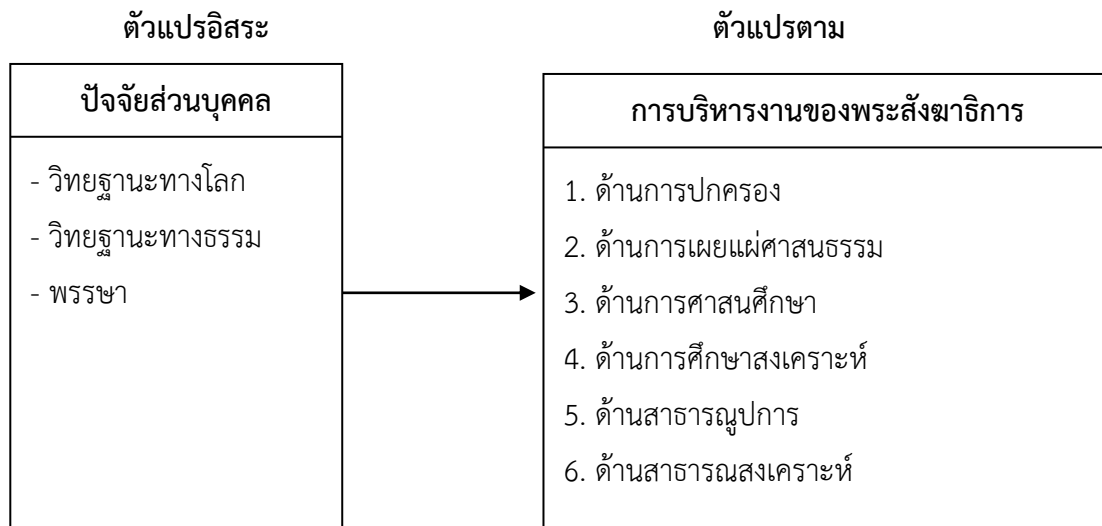 ตัวแปรอิสระ
ปัจจัยส่วนบุคคล
- วิทยฐานะทางโลก
- วิทยฐานะทางธรรม
- พรรษา
ตัวแปรตาม
การบริหารงานของพระสังฆาธิการ
1. ด้านการปกครอง
2. ด้านการเผยแผ่ศาสนธรรม
3. ด้านการศาสนศึกษา
4. ด้านการศึกษาสงเคราะห์
5. ด้านสาธารณูปการ
6. ด้านสาธารณสงเคราะห์